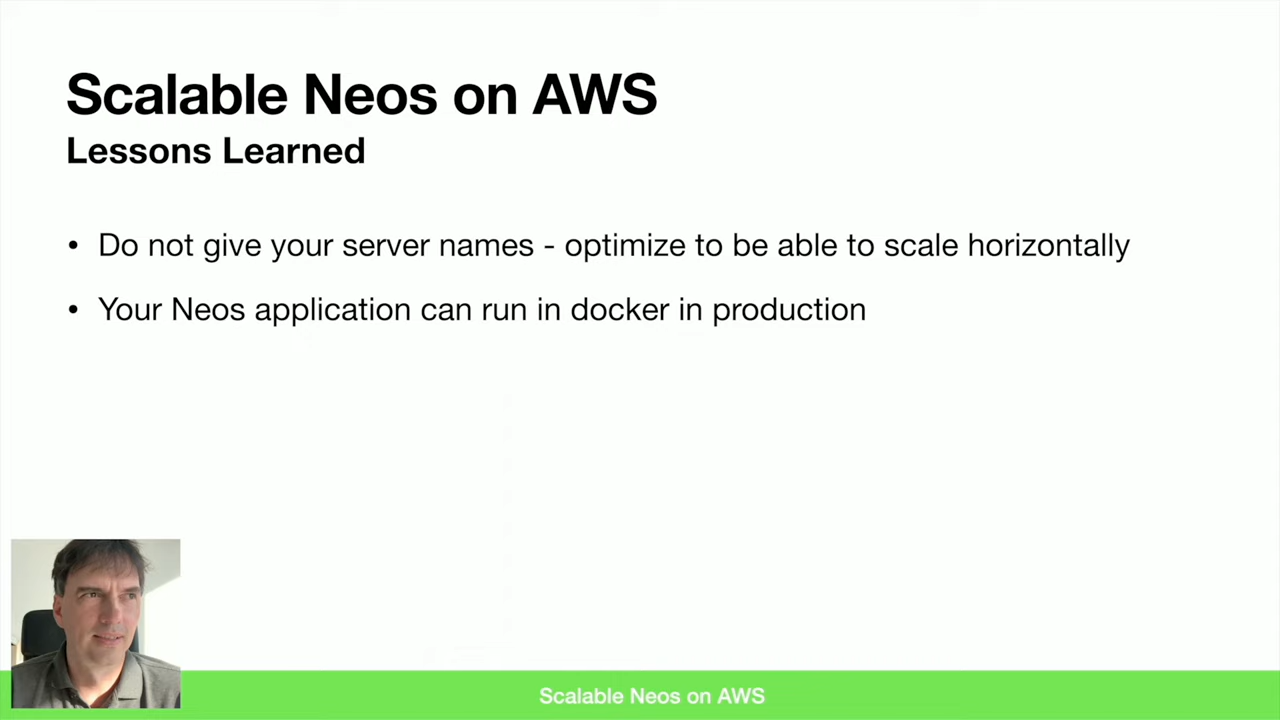 Scalable Neos on AWS
Lessons Learned
• Do not give your server names - optimize to be able to scale horizontally
• Your Neos application can run in docker in production
Scalable Neos on AWS